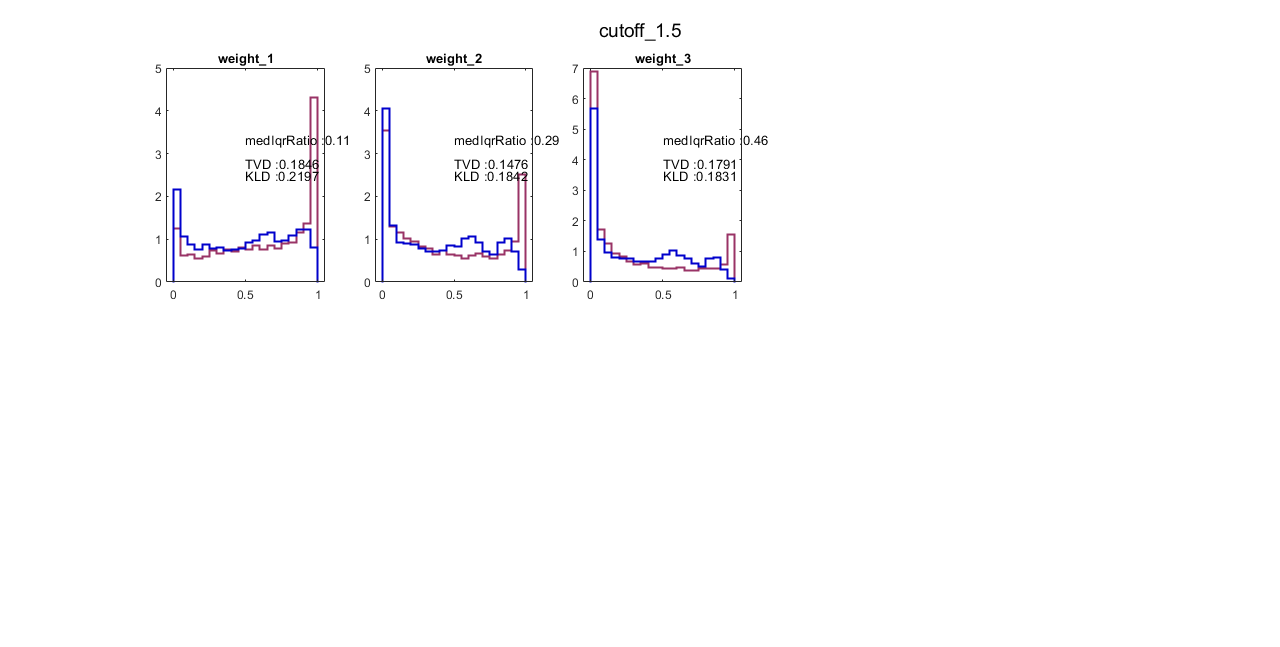 cutoff_1.5
weight_1
5
4
3
2
1
0
0
0.5
1
medIqrRatio :0.11
TVD :0.1846
KLD :0.2197
weight_2
5
4
3
2
1
0
0
0.5
1
medIqrRatio :0.29
TVD :0.1476
KLD :0.1842
weight_3
7
6
5
4
3
2
1
0
0
0.5
1
medIqrRatio :0.46
TVD :0.1791
KLD :0.1831